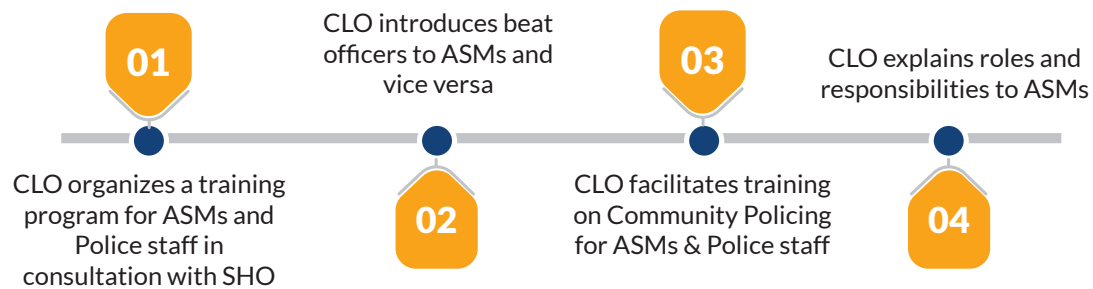 01
CLO organizes a training
program for ASMs and
Police staff in
consultation with SHO
CLO introduces beat
officers to ASMs and
vice versa
02
03
CLO facilitates training
on Community Policing
for ASMs & Police staff
CLO explains roles and
responsibilities to ASMs
04